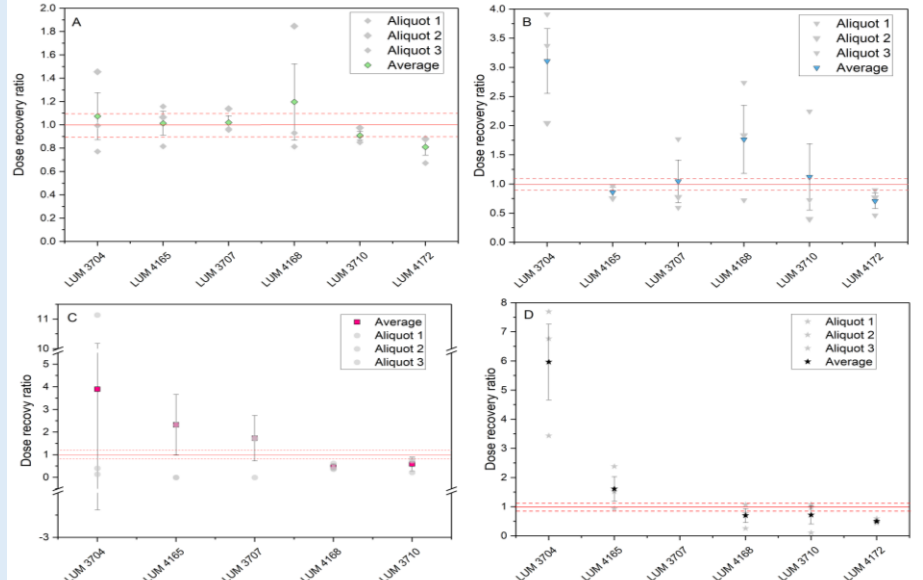 A
Aliquot 1
Aliquot 2
Aliquot 3
Average
Dose recovery ratio
2.0
1.8
1.6
1.4
1.2
1.0
0.8
0.6
0.4
0.2
0.0
LUM 3704
LUM 4165
LUM 3707
LUM 4168
LUM 3710
LUM 4172
B
Aliquot 1
Aliquot 2
Aliquot 3
Average
Dose recovery ratio
4.0
3.5
3.0
2.5
2.0
1.5
1.0
0.5
0.0
LUM 3704
LUM 4165
LUM 3707
LUM 4168
LUM 3710
LUM 4172
C
Average
Aliquot 1
Aliquot 2
Aliquot 3
Dose recovy ratio
11
10
5
4
3
2
1
0
-3
LUM 3704
LUM 4165
LUM 3707
LUM 4168
LUM 3710
D
Aliquot 1
Aliquot 2
Aliquot 3
Average
Dose recovery ratio
8
7
6
5
4
3
2
1
0
LUM 3704
LUM 4165
LUM 3707
LUM 4168
LUM 3710
LUM 4172